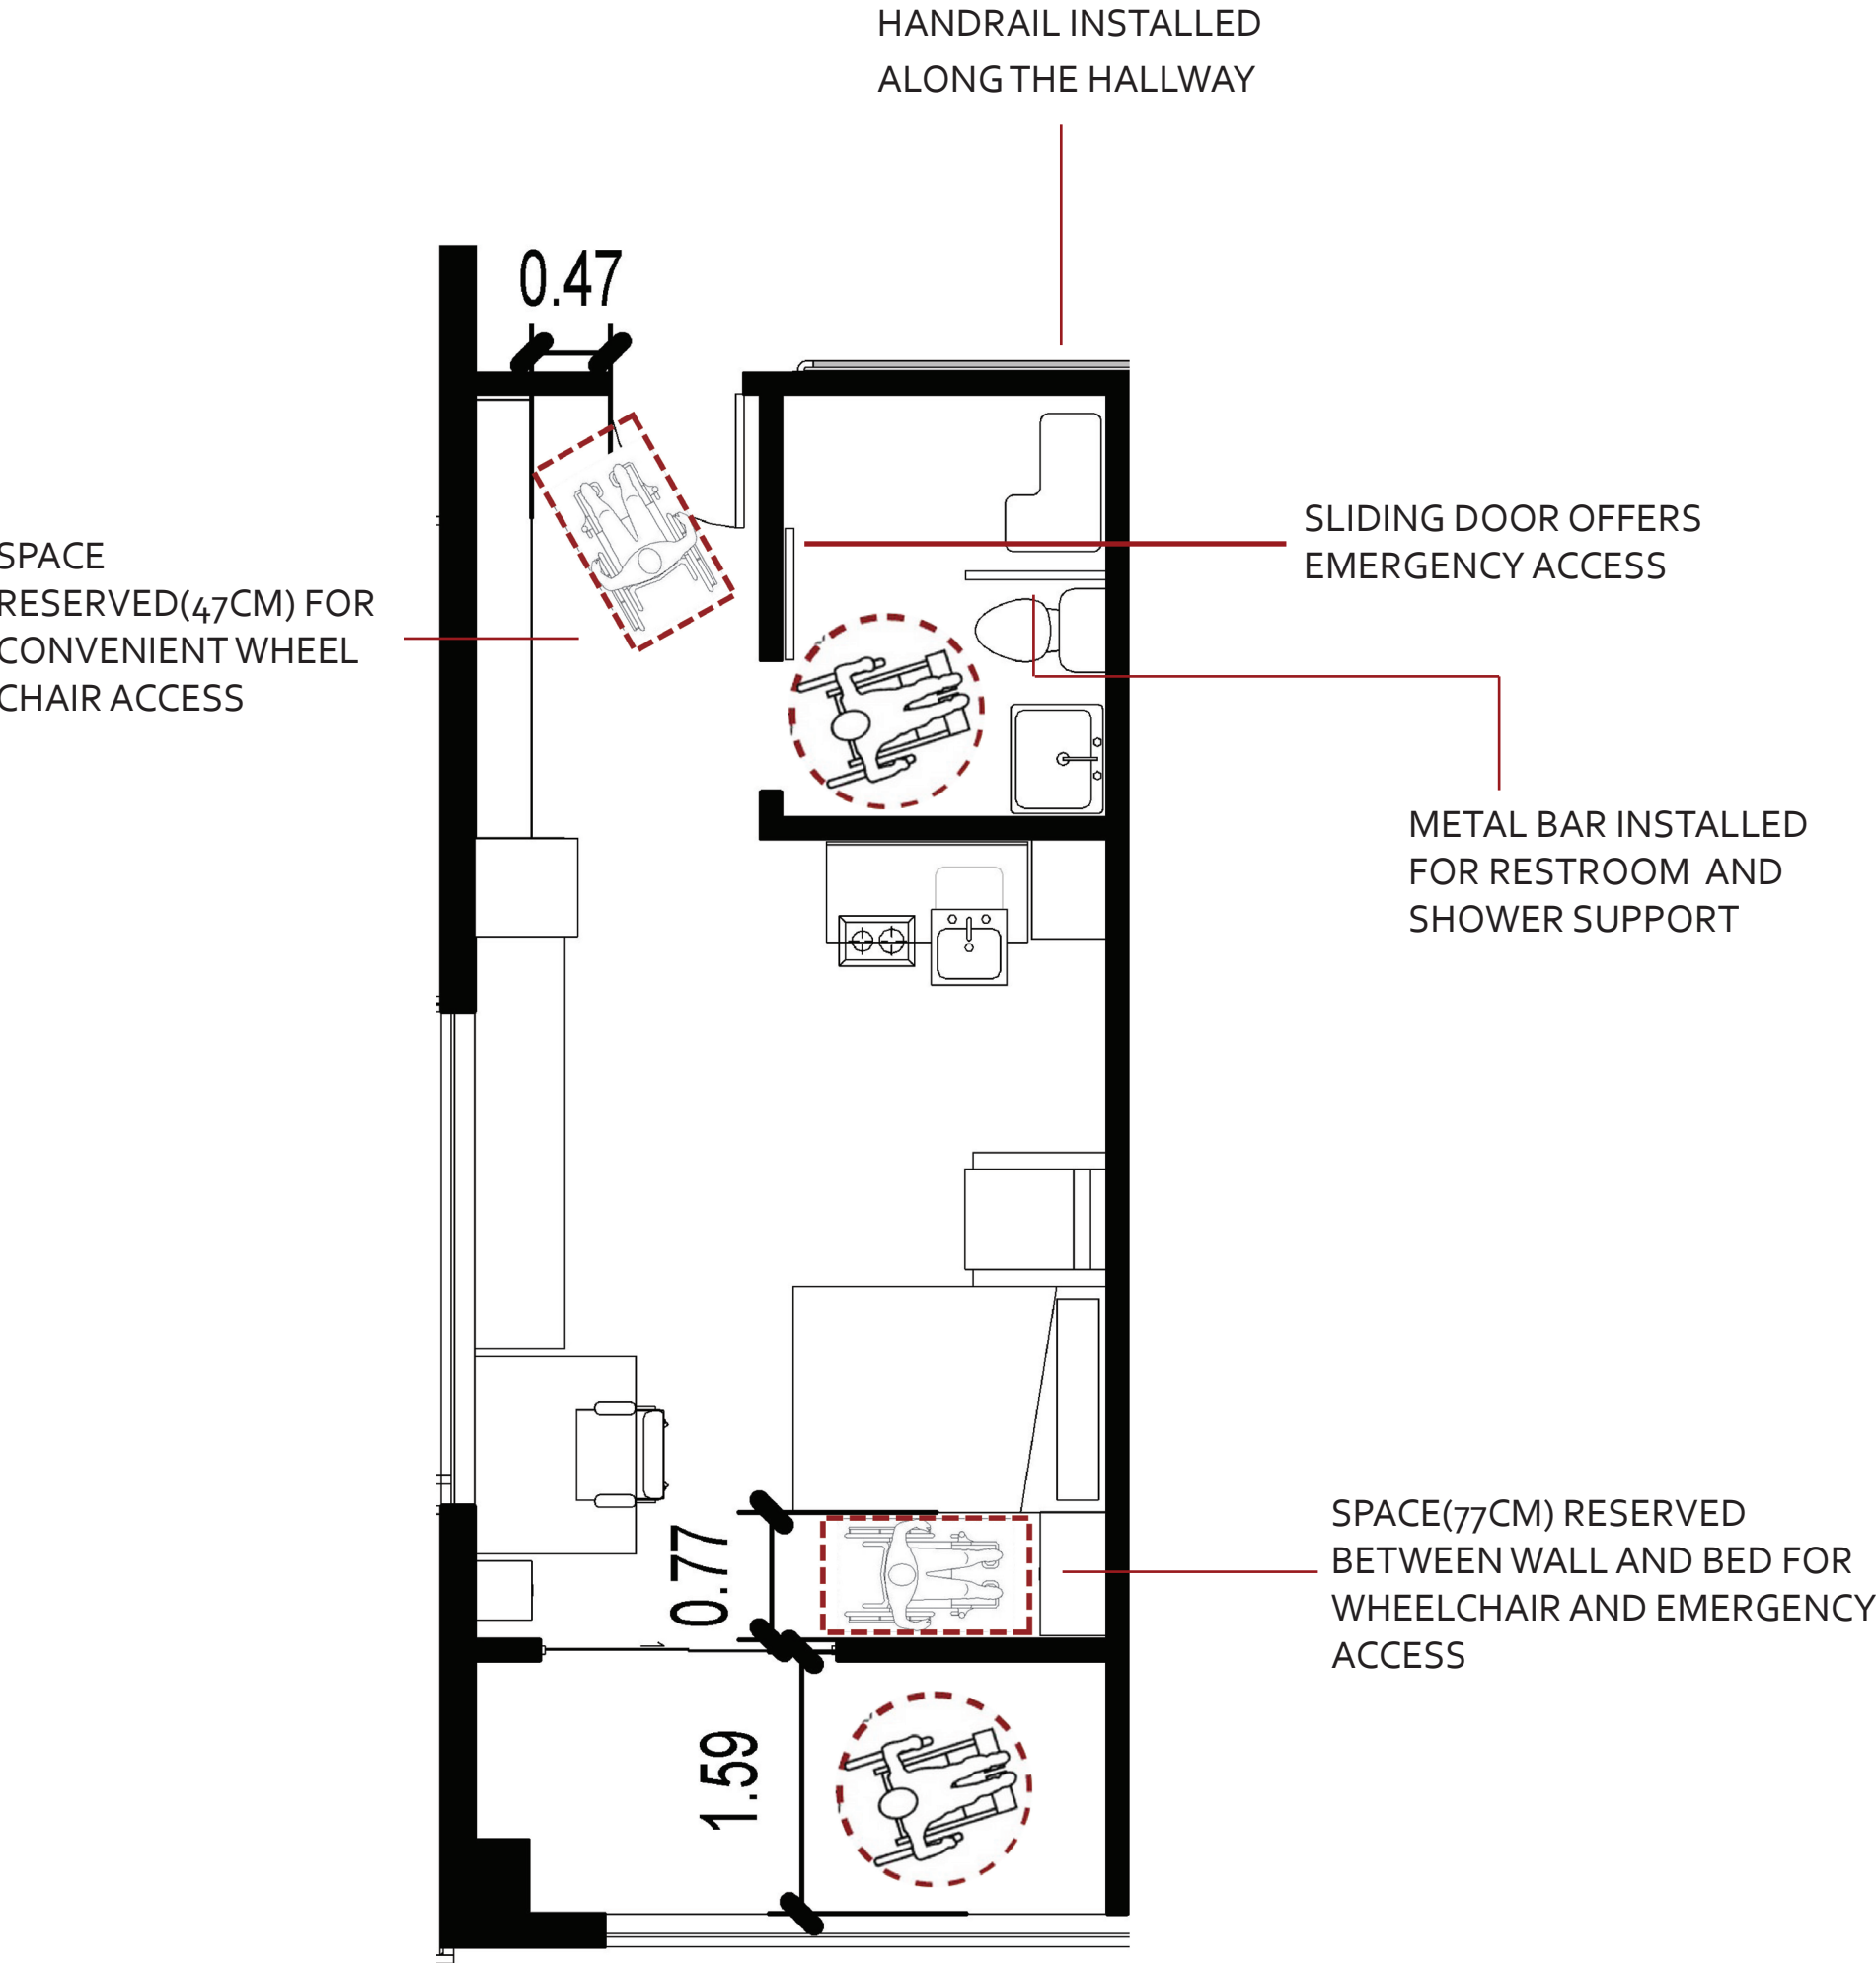 HANDRAIL INSTALLED
ALONG THE HALLWAY
0.47
SLIDING DOOR OFFERS
EMERGENCY ACCESS
SPACE
RESERVED(47CM) FOR
CONVENIENT WHEEL
CHAIR ACCESS
METAL BAR INSTALLED
FOR RESTROOM AND
SHOWER SUPPORT
0.77
SPACE(77CM) RESERVED
BETWEEN WALL AND BED FOR
WHEELCHAIR AND EMERGENCY
ACCESS
1.59